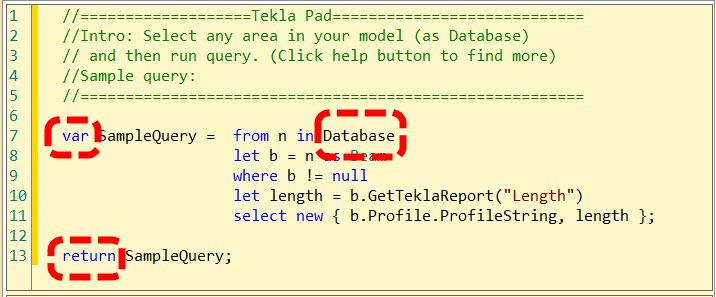 1 //==================Tekla Pad===========================
2 //Intro: Select any area in your model (as Database)
3 // and then run query. (Click help button to find more)
4 //Sample query:
5 //======================================================
6
7 var SampleQuery =  from n in Database
8 let b = n as Beam
9 where b != null
10 let length = b.GetTeklaReport("Length")
11 select new { b.Profile.ProfileString, length };
12
13 return SampleQuery;